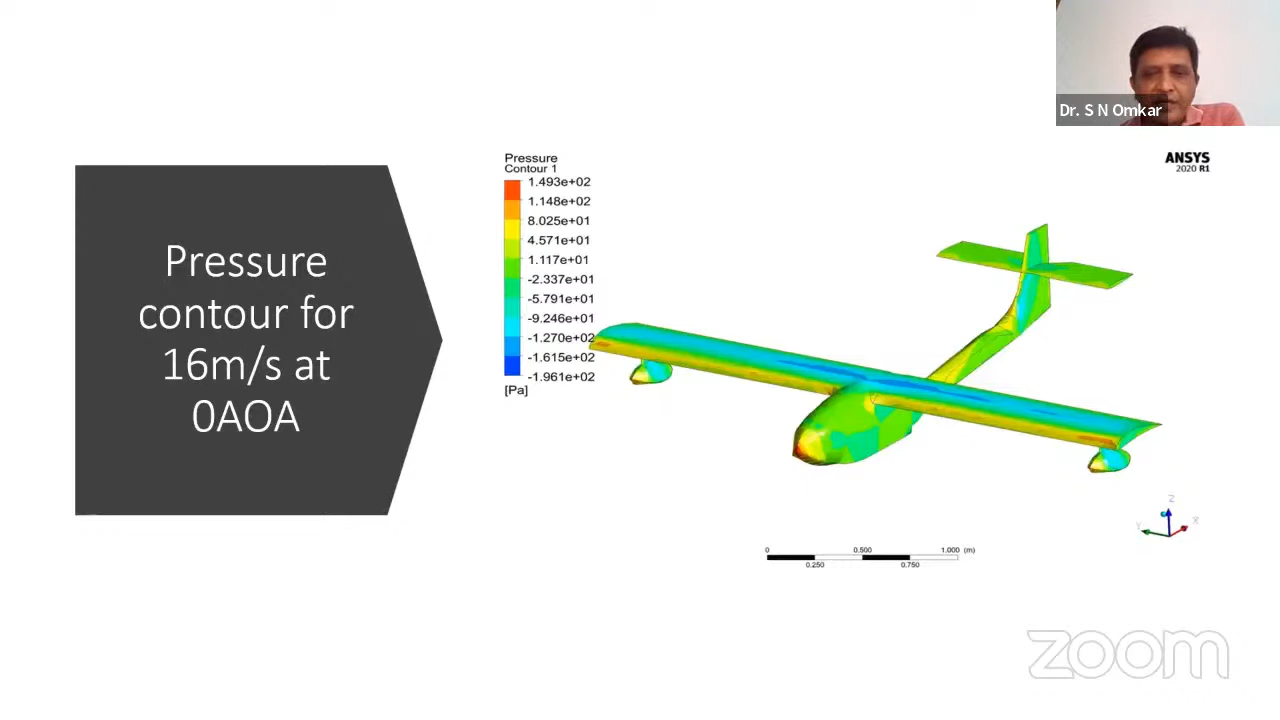 Dr. S N Omkar
Pressure
contour for
16m/s at
0AOA
Pressure
Contour 1
1.493e+02
1.148e+02
8.025e+01
4.571e+01
1.117e+01
-2.337e+01
-5.791e+01
-9.246e+01
-1.270e+02
-1.615e+02
-1.961e+02
[Pa]
ANSYS
2020 R1
Z
Y
X
0 0.500 1.000 (m)
0.250 0.750
zoom